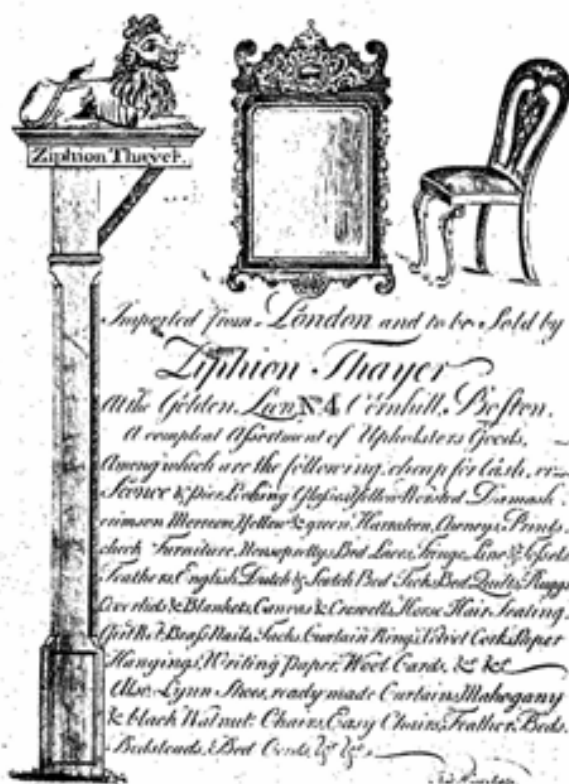 Ziphion Thayer.
Imported from London and to be Sold by
Ziphion Thayer
At the Golden Lion No. 4 Cornhill, Boston.
A compleat Assortment of Upholsters Goods,
Among which are the following, cheap for Cash, viz
Sconce & Pier Looking Glasses, Yellow Worsted Damask
crimson Yellow & green, Harrateen, Cheneys, Prints
check Furniture, Bed Laces, Fringe, Line & Tossels
Feathers, English, Dutch & Scotch Bed Ticks, Bed Quilts, Ruggs
Coverlids & Blankets, Canvas & Crewells, Horse Hair Seating,
Girth & Brass Nails, Tacks, Curtain Rings, Velvet Corks, Paper
Hangings, Writing paper, Wool Cards, &c &c
Also Lynn Shoes, ready made Curtains, Mahogany
& black Walnut Chairs, Easy Chairs, Feather Beds,
Bedsteads, Bed Cords, &c &c.